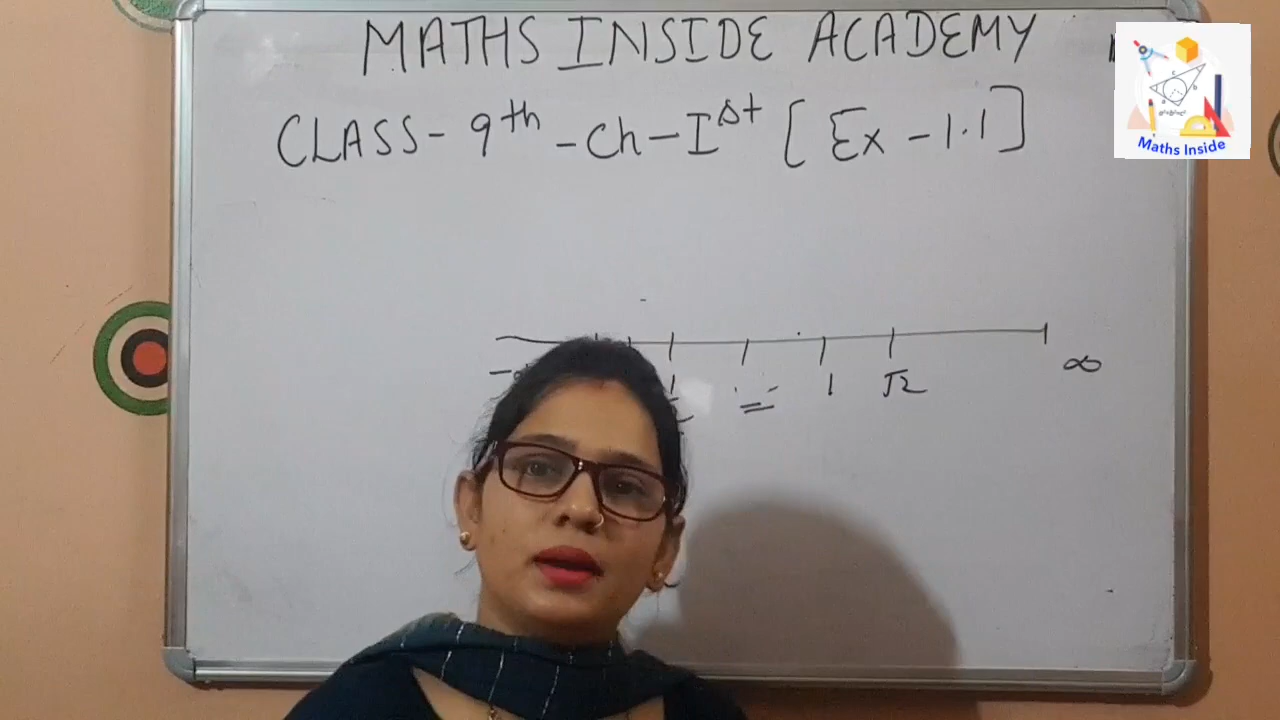 MATHS INSIDE ACADEMY
CLASS - 9th - Ch - Ist [Ex - 1.1]
Maths Inside
1 √2 ∞